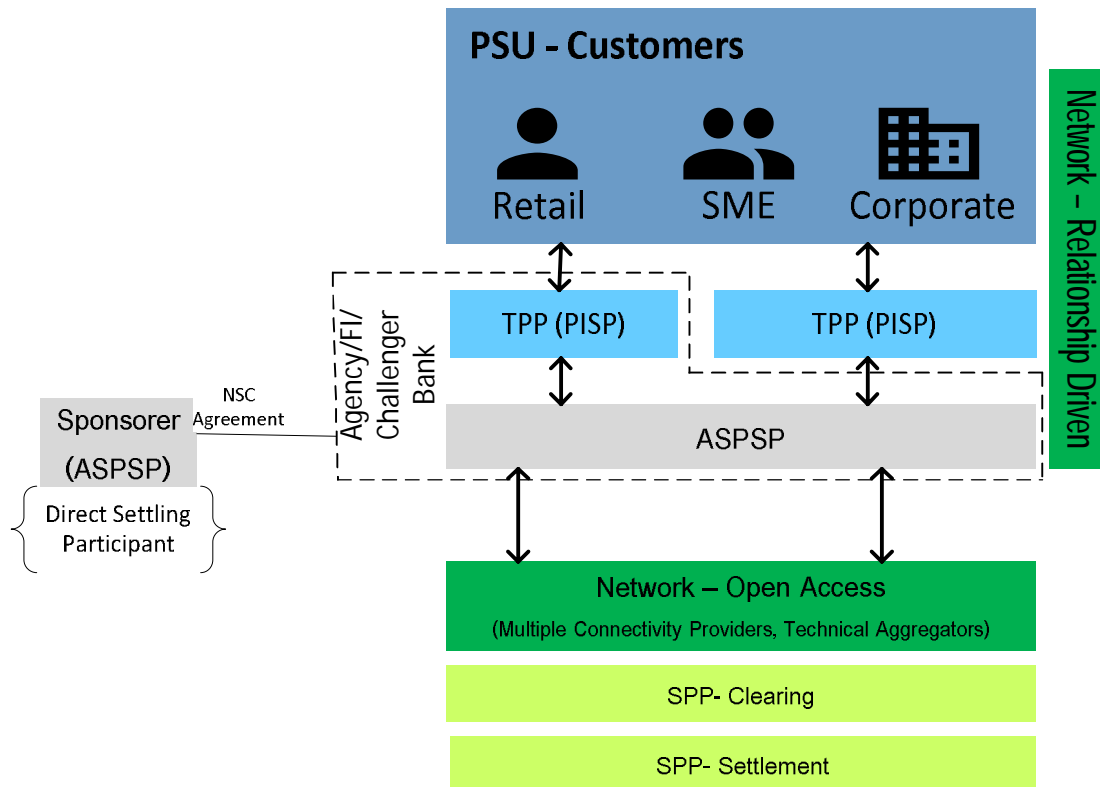 PSU - Customers
Retail
SME
Corporate
Network – Relationship Driven
TPP (PISP)
TPP (PISP)
Agency/FI/
Challenger
Bank
NSC
Agreement
Sponsorer
(ASPSP)
ASPSP
Direct Settling
Participant
Network – Open Access
(Multiple Connectivity Providers, Technical Aggregators)
SPP- Clearing
SPP- Settlement